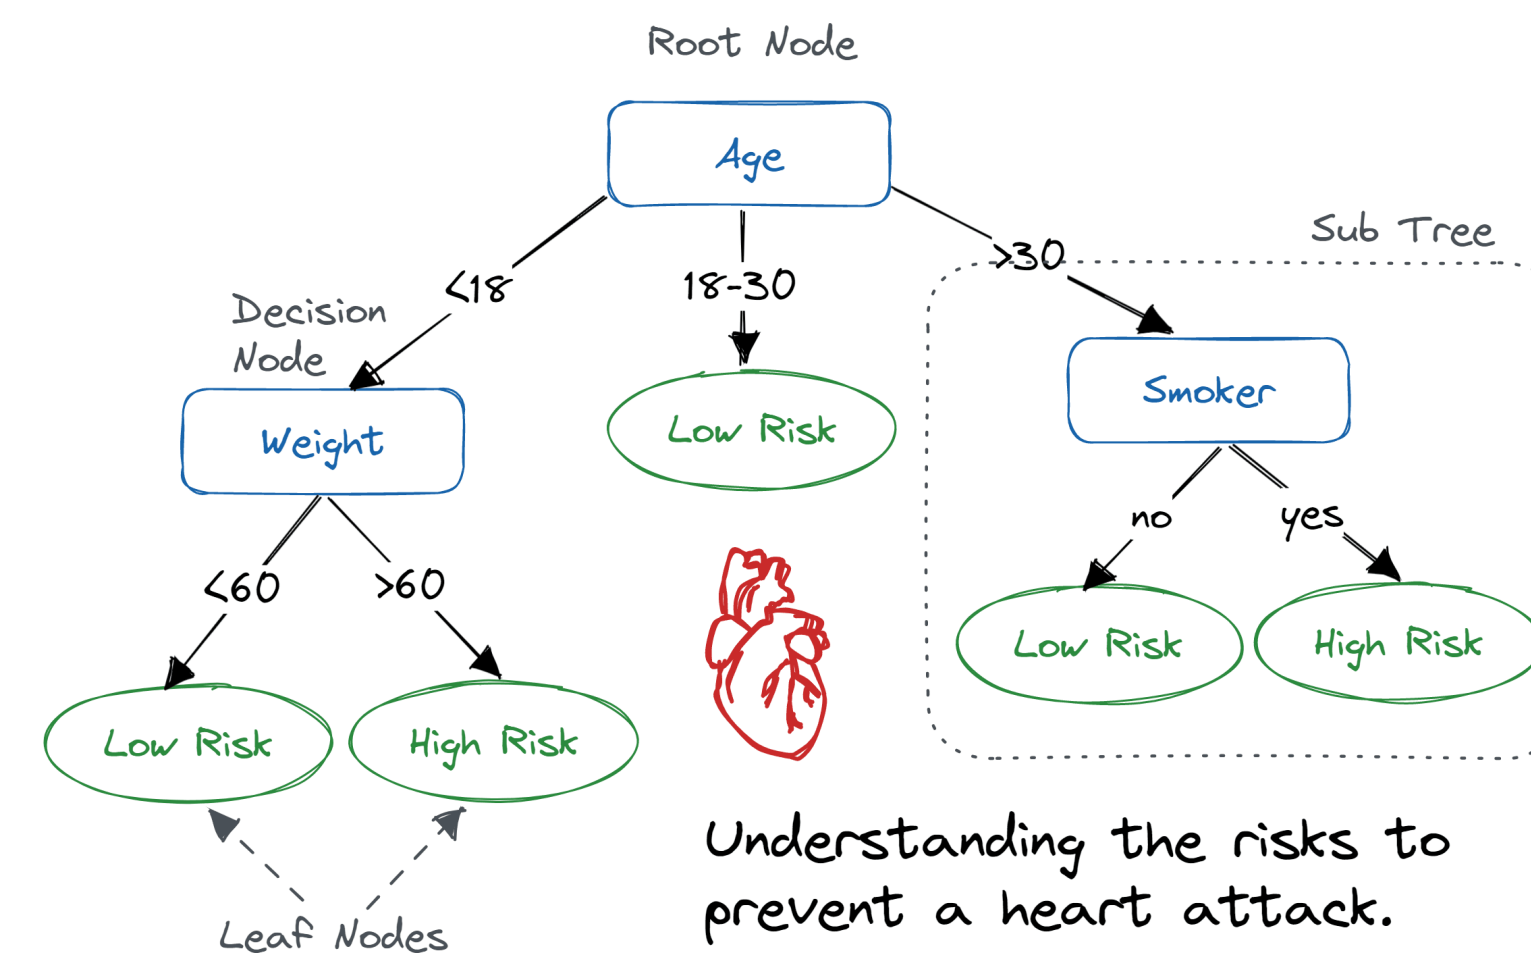 Root Node
Age
Sub Tree
>30
<18
18-30
Decision
Node
Smoker
Low Risk
Weight
no
yes
<60
>60
Low Risk
High Risk
Low Risk
High Risk
Understanding the risks to
prevent a heart attack.
Leaf Nodes